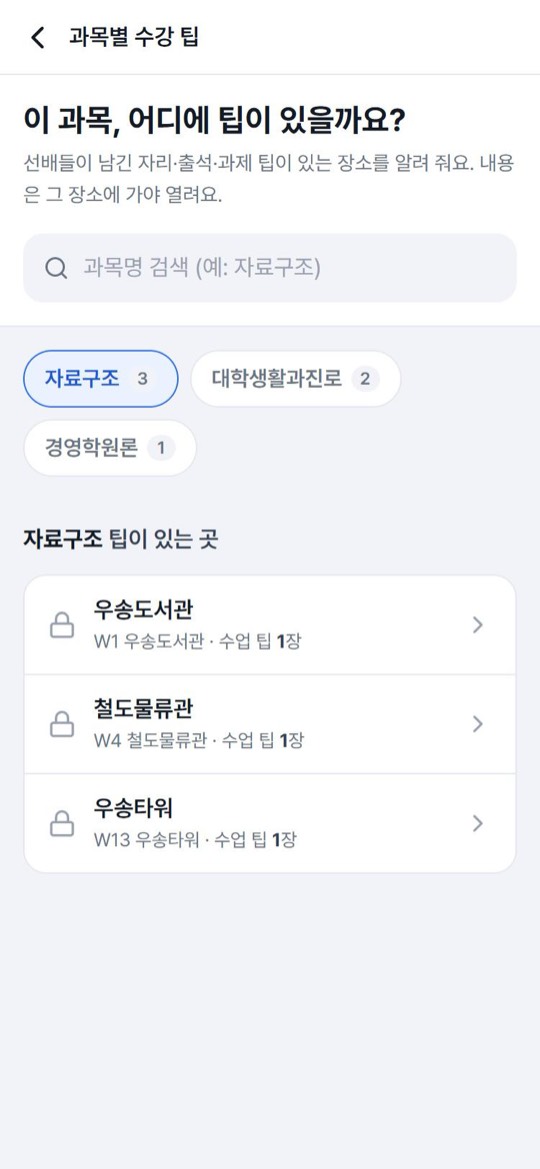 과목별 수강 팁
이 과목, 어디에 팁이 있을까요?
선배들이 남긴 자리·출석·과제 팁이 있는 장소를 알려 줘요. 내용
은 그 장소에 가야 열려요.
과목명 검색 (예: 자료구조)
자료구조 3 대학생활과진로 2
경영학원론 1
자료구조 팁이 있는 곳
우송도서관
W1 우송도서관 · 수업 팁 1장
철도물류관
W4 철도물류관 · 수업 팁 1장
우송타워
W13 우송타워 · 수업 팁 1장